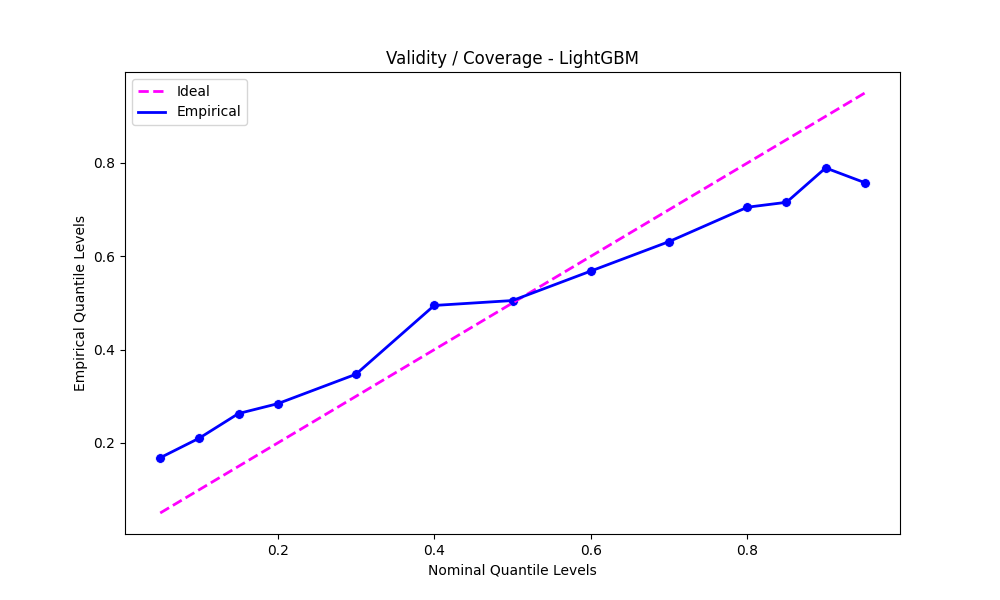 Validity / Coverage - LightGBM
Ideal
Empirical
Empirical Quantile Levels
0.8
0.6
0.4
0.2
0.2 0.4 0.6 0.8
Nominal Quantile Levels